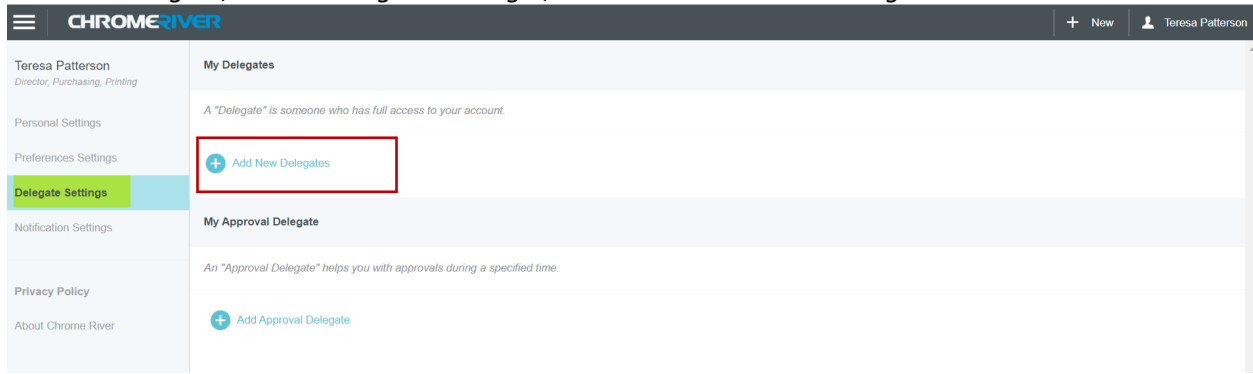 CHROMERIVER
+ New
Teresa Patterson
Teresa Patterson
Director, Purchasing, Printing
Personal Settings
Preferences Settings
Delegate Settings
Notification Settings
Privacy Policy
About Chrome River
My Delegates
A "Delegate" is someone who has full access to your account.
Add New Delegates
My Approval Delegate
An "Approval Delegate" helps you with approvals during a specified time.
Add Approval Delegate